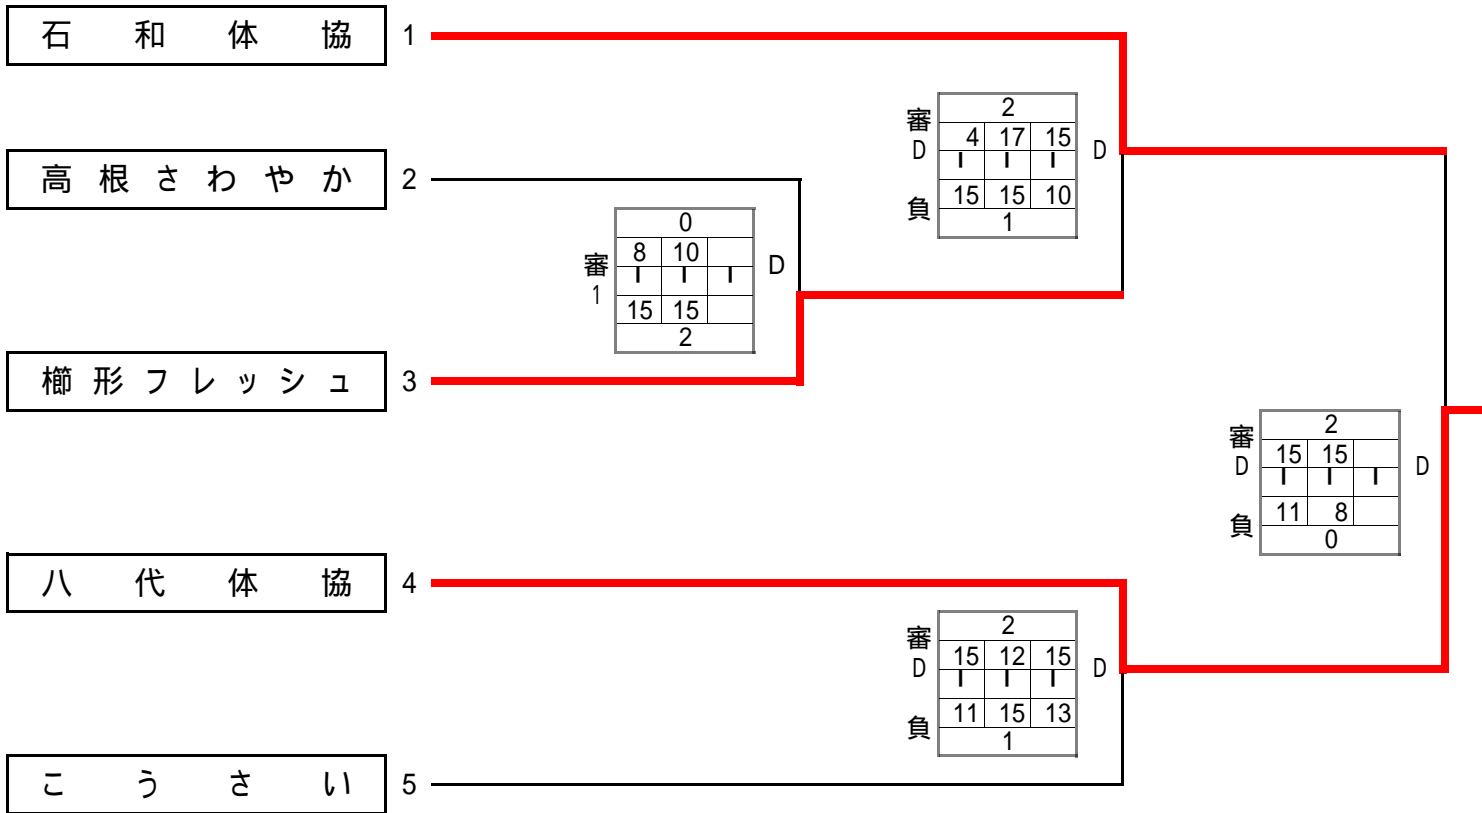 石和体協 1
2
審 4 17 15
D D
15 15 10
負 1
高根さわやか 2
0
8 10
審 D
1 15 15
2
櫛形フレッシュ 3
2
審 15 15
D D
11 8
負 0
八代体協 4
2
審 15 12 15
D D
11 15 13
負 1
こうさい 5